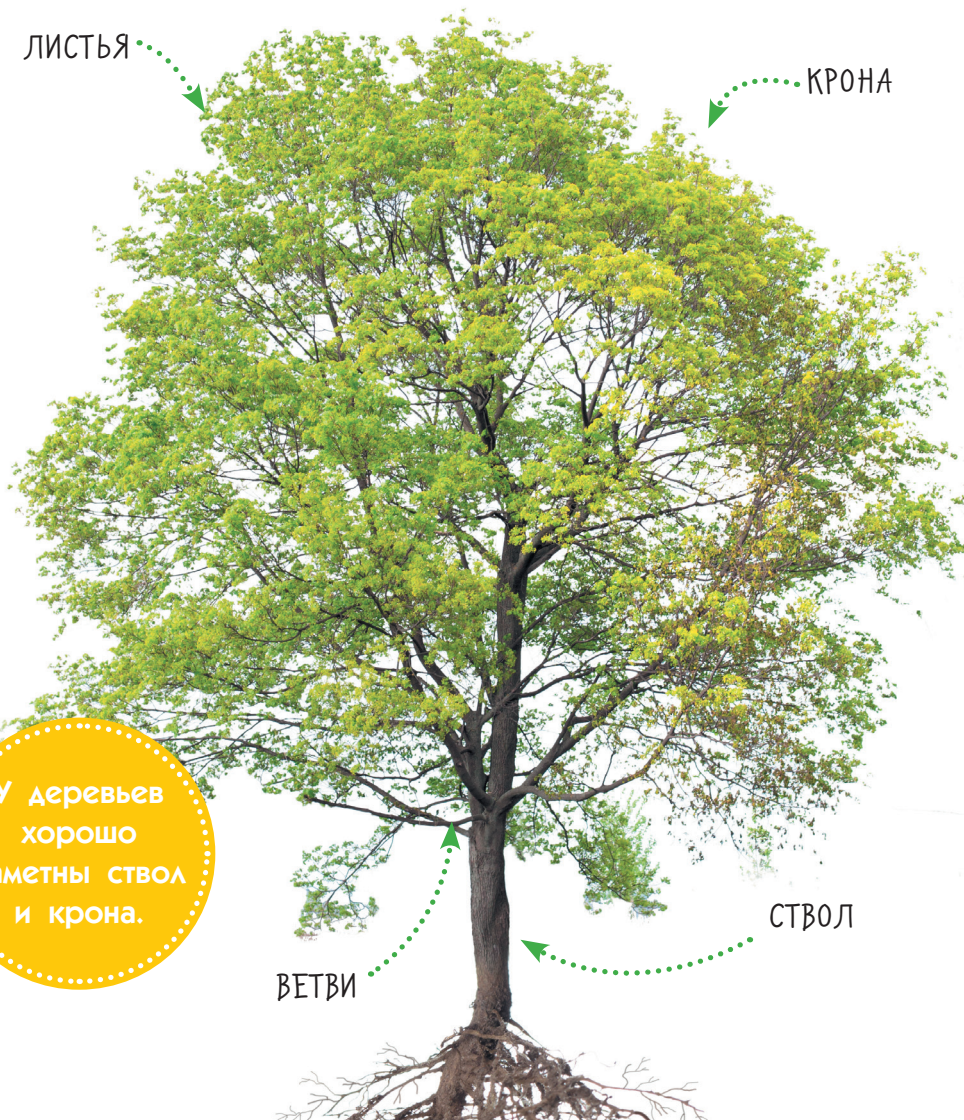 ЛИСТЬЯ
КРОНА
У деревьев
хорошо
ствол
и крона.
СТВОЛ
ВЕТВИ